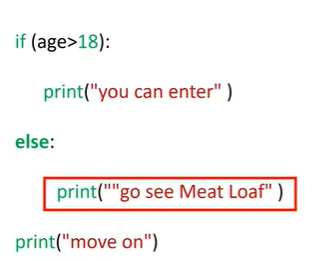 if (age>18):
print("you can enter" )
else:
print(""go see Meat Loaf" )
print("move on")